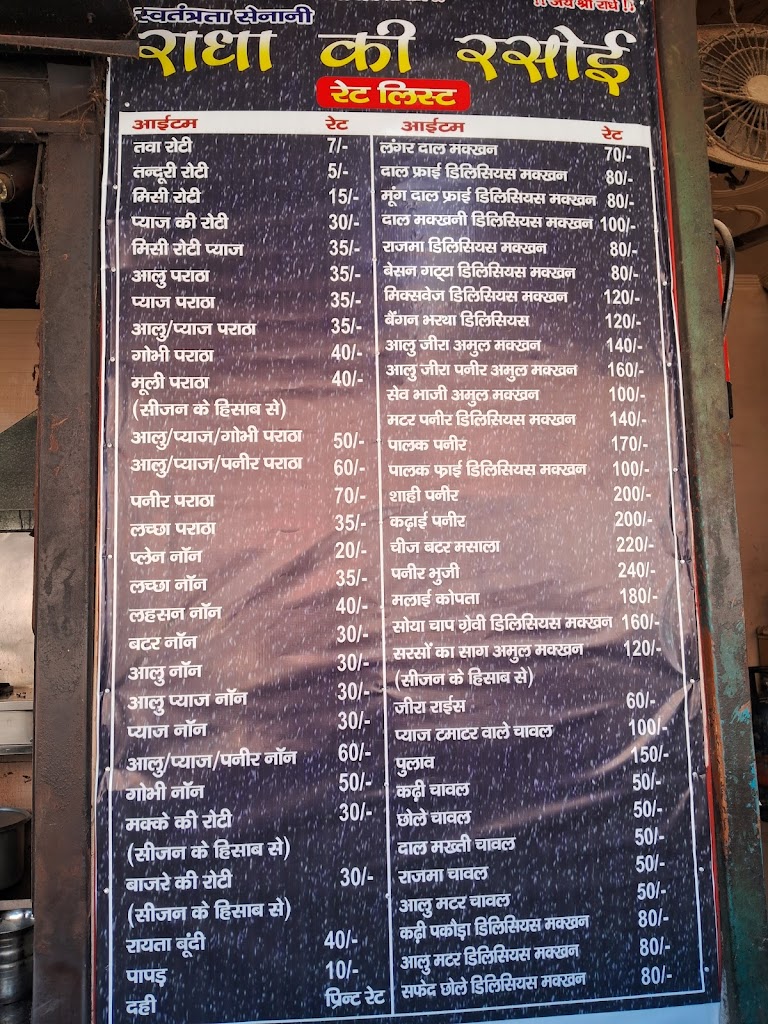 !! जय श्री राधे !!
स्वतंत्रता सेनानी
राधा की रसोई
रेट लिस्ट
आईटम रेट
तवा रोटी 7/-
तन्दूरी रोटी 5/-
मिसी रोटी 15/-
प्याज की रोटी 30/-
मिसी रोटी प्याज 35/-
आलु पराठा 35/-
प्याज पराठा 35/-
आलु/प्याज पराठा 35/-
गोभी पराठा 40/-
मूली पराठा 40/-
(सीजन के हिसाब से)
आलु/प्याज/गोभी पराठा 50/-
आलु/प्याज/पनीर पराठा 60/-
पनीर पराठा 70/-
लच्छा पराठा 35/-
प्लेन नॉन 20/-
लच्छा नॉन 35/-
लहसन नॉन 40/-
बटर नॉन 30/-
आलु नॉन 30/-
आलु प्याज नॉन 30/-
प्याज नॉन 30/-
आलु/प्याज/पनीर नॉन 60/-
गोभी नॉन 50/-
मक्के की रोटी 30/-
(सीजन के हिसाब से)
बाजरे की रोटी 30/-
(सीजन के हिसाब से)
रायता बूंदी 40/-
पापड़ 10/-
दही प्रिन्ट रेट
आईटम रेट
लंगर दाल मक्खन 70/-
दाल फ्राई डिलिसियस मक्खन 80/-
मूंग दाल फ्राई डिलिसियस मक्खन 80/-
दाल मक्खनी डिलिसियस मक्खन 100/-
राजमा डिलिसियस मक्खन 80/-
बेसन गट्टा डिलिसियस मक्खन 80/-
मिक्सवेज डिलिसियस मक्खन 120/-
बैंगन भरथा डिलिसियस 120/-
आलु जीरा अमुल मक्खन 140/-
आलु जीरा पनीर अमुल मक्खन 160/-
सेव भाजी अमुल मक्खन 100/-
मटर पनीर डिलिसियस मक्खन 140/-
पालक पनीर 170/-
पालक फ्राई डिलिसियस मक्खन 100/-
शाही पनीर 200/-
कढ़ाई पनीर 200/-
चीज बटर मसाला 220/-
पनीर भुजी 240/-
मलाई कोपता 180/-
सोया चाप ग्रेवी डिलिसियस मक्खन 160/-
सरसों का साग अमुल मक्खन 120/-
(सीजन के हिसाब से)
जीरा राईस 60/-
प्याज टमाटर वाले चावल 100/-
पुलाव 150/-
कढ़ी चावल 50/-
छोले चावल 50/-
दाल मख्ती चावल 50/-
राजमा चावल 50/-
आलु मटर चावल 50/-
कढ़ी पकोड़ा डिलिसियस मक्खन 80/-
आलु मटर डिलिसियस मक्खन 80/-
सफेद छोले डिलिसियस मक्खन 80/-